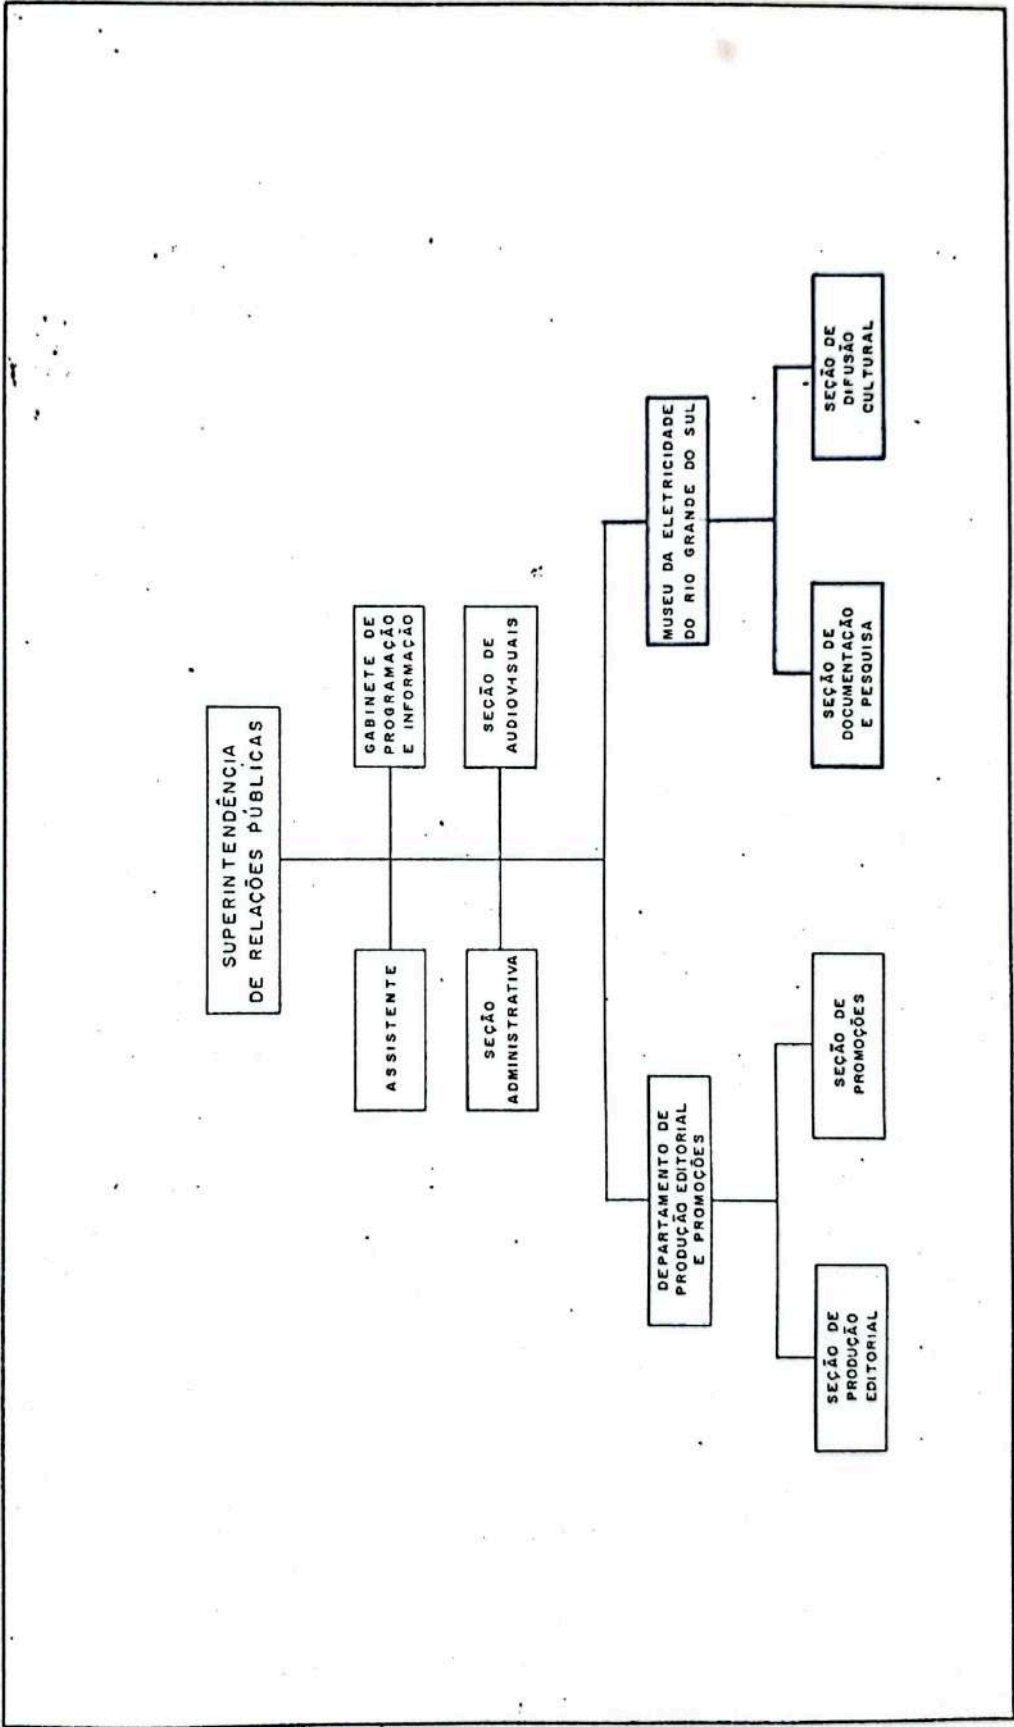 SUPERINTENDÊNCIA
DE RELAÇÕES PÚBLICAS
ASSISTENTE
GABINETE DE
PROGRAMAÇÃO
E INFORMAÇÃO
SEÇÃO
ADMINISTRATIVA
SEÇÃO DE
AUDIOVISUAIS
DEPARTAMENTO DE
PRODUÇÃO EDITORIAL
E PROMOÇÕES
MUSEU DA ELETRICIDADE
DO RIO GRANDE DO SUL
SEÇÃO DE
PRODUÇÃO
EDITORIAL
SEÇÃO DE
PROMOÇÕES
SEÇÃO DE
DOCUMENTAÇÃO
E PESQUISA
SEÇÃO DE
DIFUSÃO
CULTURAL